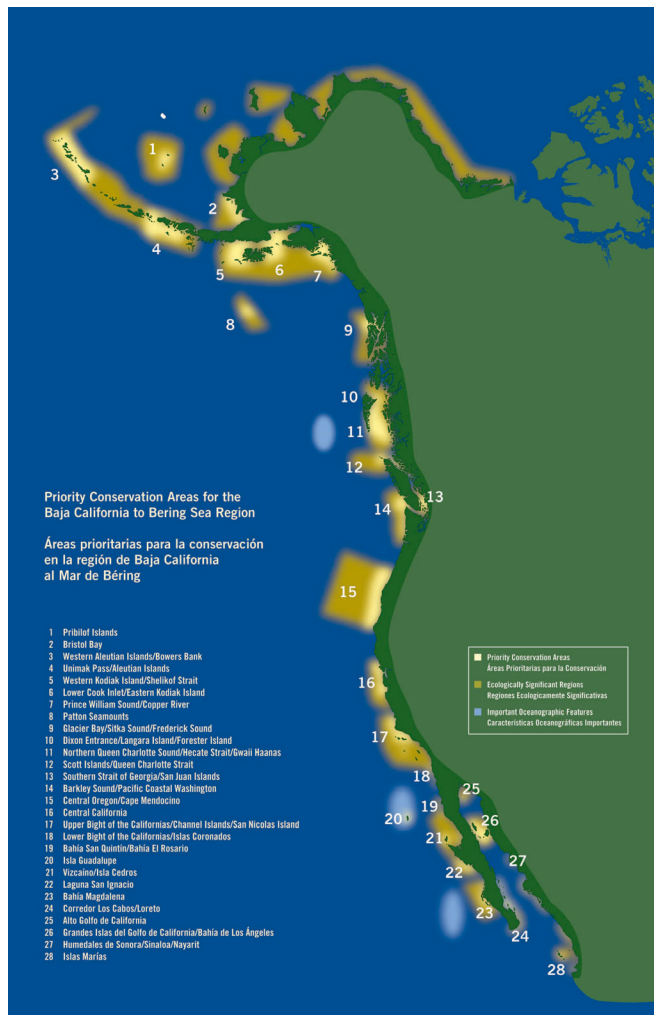 1
2
3
4
5
6
7
8
9
10
11
12
13
14
15
16
17
18
19
20
21
22
23
24
25
26
27
28
Priority Conservation Areas for the
Baja California to Bering Sea Region
Áreas prioritarias para la conservación
en la región de Baja California
al Mar de Béring
1 Pribilof Islands
2 Bristol Bay
3 Western Aleutian Islands/Bowers Bank
4 Unimak Pass/Aleutian Islands
5 Western Kodiak Island/Shelikof Strait
6 Lower Cook Inlet/Eastern Kodiak Island
7 Prince William Sound/Copper River
8 Patton Seamounts
9 Glacier Bay/Sitka Sound/Frederick Sound
10 Dixon Entrance/Langara Island/Forester Island
11 Northern Queen Charlotte Sound/Hecate Strait/Gwaii Haanas
12 Scott Islands/Queen Charlotte Strait
13 Southern Strait of Georgia/San Juan Islands
14 Barkley Sound/Pacific Coastal Washington
15 Central Oregon/Cape Mendocino
16 Central California
17 Upper Bight of the Californias/Channel Islands/San Nicolas Island
18 Lower Bight of the Californias/Islas Coronados
19 Bahía San Quintín/Bahía El Rosario
20 Isla Guadalupe
21 Vizcaíno/Isla Cedros
22 Laguna San Ignacio
23 Bahía Magdalena
24 Corredor Los Cabos/Loreto
25 Alto Golfo de California
26 Grandes Islas del Golfo de California/Bahía de Los Ángeles
27 Humedales de Sonora/Sinaloa/Nayarit
28 Islas Marías
Priority Conservation Areas
Áreas Prioritarias para la Conservación
Ecologically Significant Regions
Regiones Ecologicamente Significativas
Important Oceanographic Features
Características Oceanográficas Importantes